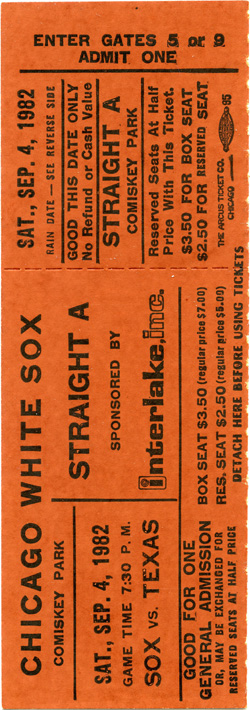 ENTER GATES 5 or 9
ADMIT ONE
SAT., SEP. 4, 1982
RAIN DATE — SEE REVERSE SIDE
GOOD THIS DATE ONLY
No Refund or Cash Value
STRAIGHT A
COMISKEY PARK
Reserved Seats At Half
Price With This Ticket.
$3.50 FOR BOX SEAT
$2.50 FOR RESERVED SEAT
THE ARCUS TICKET CO.
CHICAGO
85
CHICAGO WHITE SOX
COMISKEY PARK
STRAIGHT A
SPONSORED BY
interlake, inc.
SAT., SEP. 4, 1982
GAME TIME 7:30 P.M.
SOX vs. TEXAS
GOOD FOR ONE
GENERAL ADMISSION
OR, MAY BE EXCHANGED FOR
RESERVED SEATS AT HALF PRICE
BOX SEAT $3.50 (regular price $7.00)
RES. SEAT $2.50 (regular price $5.00)
DETACH HERE BEFORE USING TICKETS